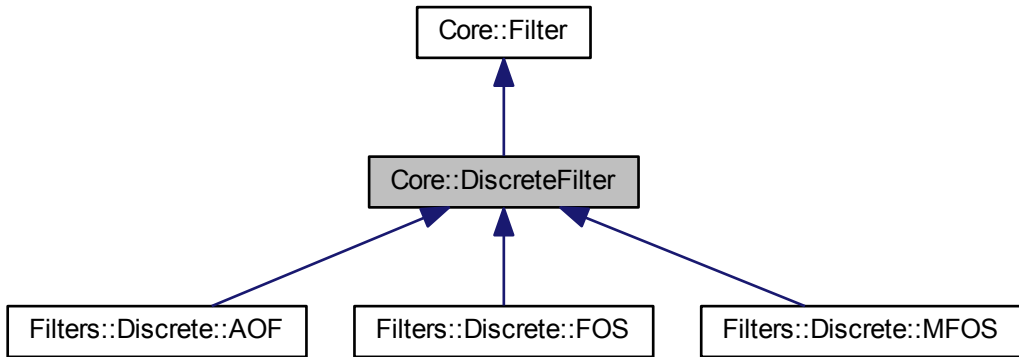 Core::Filter
Core::DiscreteFilter
Filters::Discrete::AOF
Filters::Discrete::FOS
Filters::Discrete::MFOS